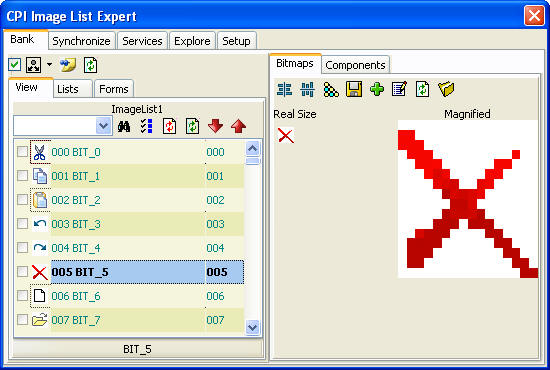 CPI Image List Expert
Bank Synchronize Services Explore Setup
View Lists Forms
ImageList1
000 BIT_0 000
001 BIT_1 001
002 BIT_2 002
003 BIT_3 003
004 BIT_4 004
005 BIT_5 005
006 BIT_6 006
007 BIT_7 007
BIT_5
Bitmaps Components
Real Size Magnified